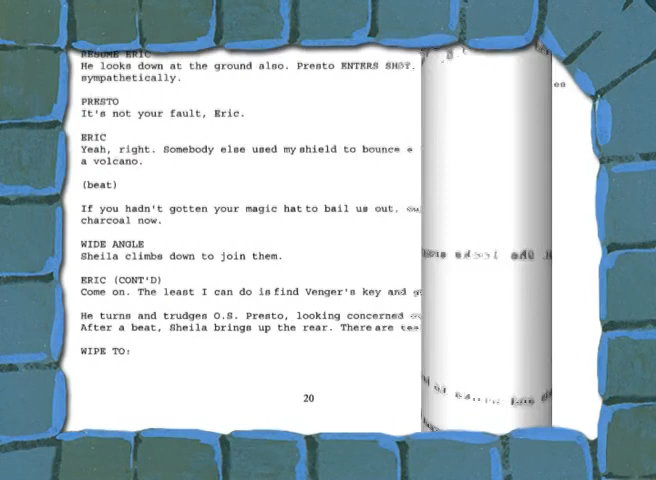 RESUME ERIC
He looks down at the ground also. Presto ENTERS SHOT.
sympathetically.
PRESTO
It's not your fault, Eric.
ERIC
Yeah, right. Somebody else used my shield to bounce
a volcano.
(beat)
If you hadn't gotten your magic hat to bail us out,
charcoal now.
WIDE ANGLE
Sheila climbs down to join them.
ERIC (CONT'D)
Come on. The least I can do is find Venger's key and
He turns and trudges O.S. Presto, looking concerned
After a beat, Sheila brings up the rear. There are
WIPE TO:
20